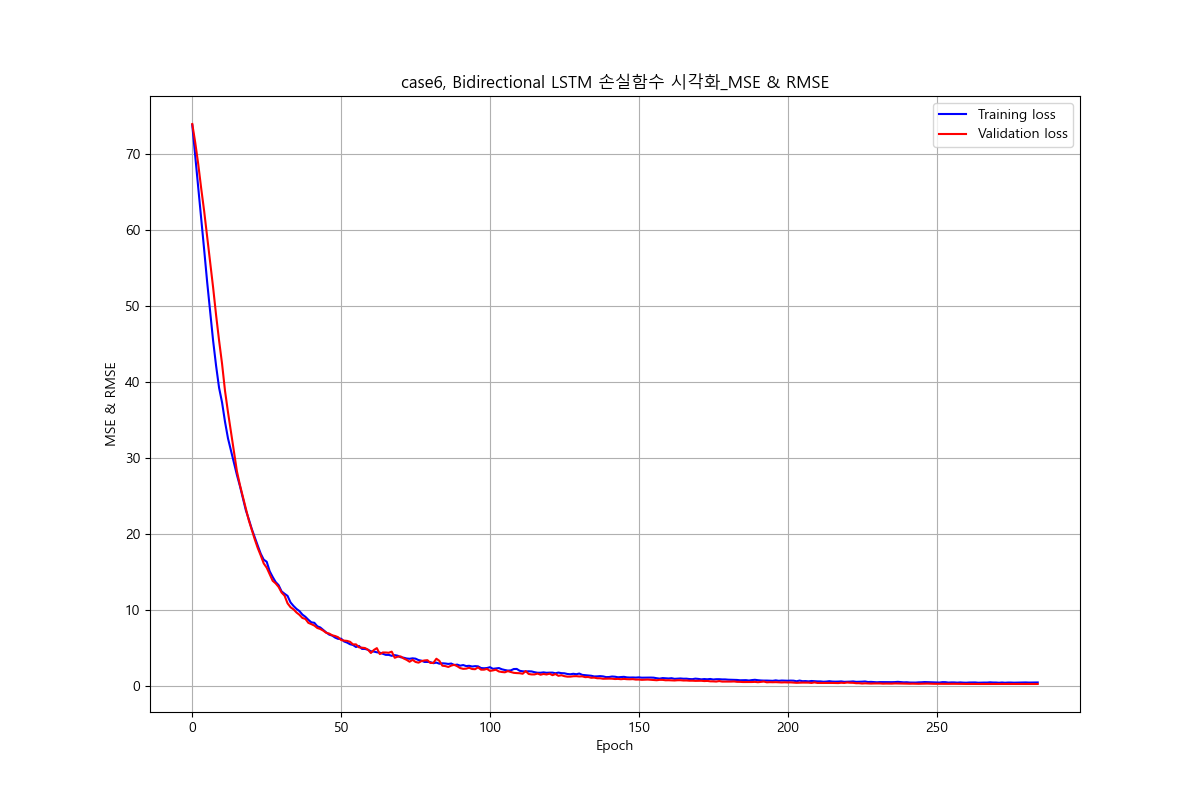 case6, Bidirectional LSTM 손실함수 시각화_MSE & RMSE
Training loss
Validation loss
MSE & RMSE
70
60
50
40
30
20
10
0
0 50 100 150 200 250
Epoch